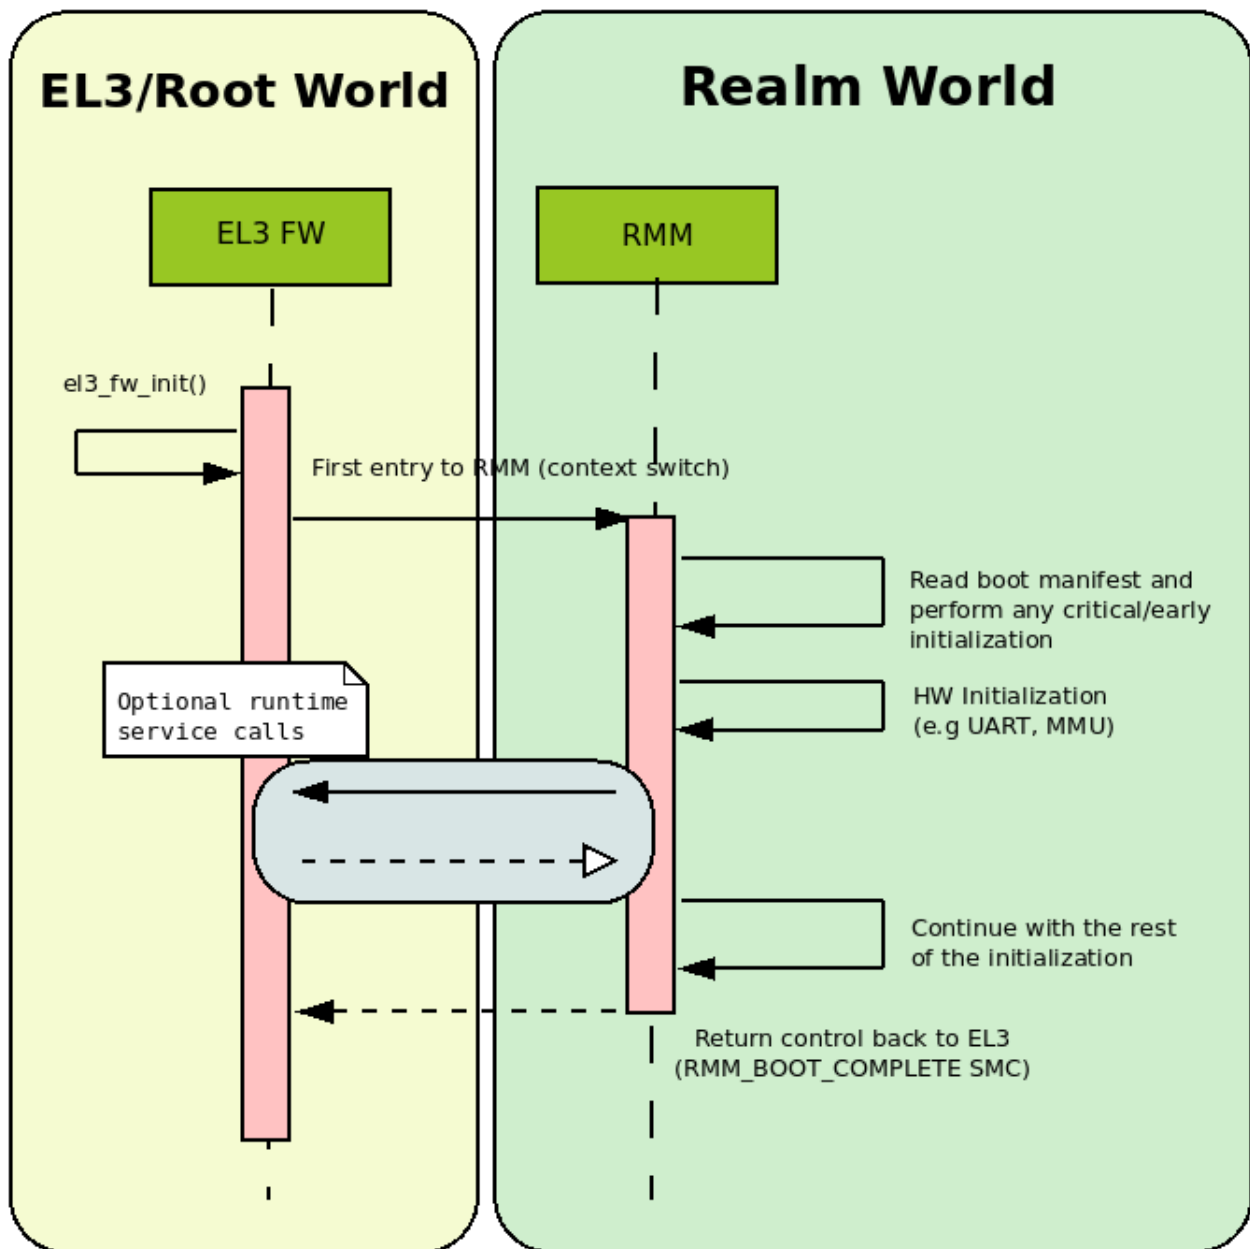 EL3/Root World
Realm World
EL3 FW
RMM
el3_fw_init()
First entry to RMM (context switch)
Read boot manifest and
perform any critical/early
initialization
Optional runtime
service calls
HW Initialization
(e.g UART, MMU)
Continue with the rest
of the initialization
Return control back to EL3
(RMM_BOOT_COMPLETE SMC)